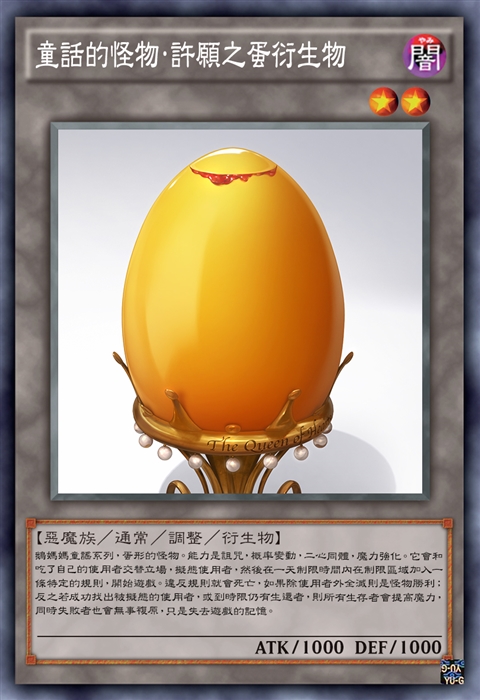 童話的怪物·許願之蛋衍生物
やみ
闇
The Queen of
【惡魔族／通常／調整／衍生物】
鵝媽媽童謠系列，蛋形的怪物。能力是詛咒，概率變動，二心同體，魔力強化。它會和
吃了自己的使用者交替立場，擬態使用者，然後在一天制限時間內在制限區域加入一
條特定的規則，開始遊戲。違反規則就會死亡，如果除使用者外全滅則是怪物勝利；
反之若成功找出被擬態的使用者，或到時限仍有生還者，則所有生存者會提高魔力，
同時失敗者也會無事複原，只是失去遊戲的記憶。
ATK/1000 DEF/1000
YU-G